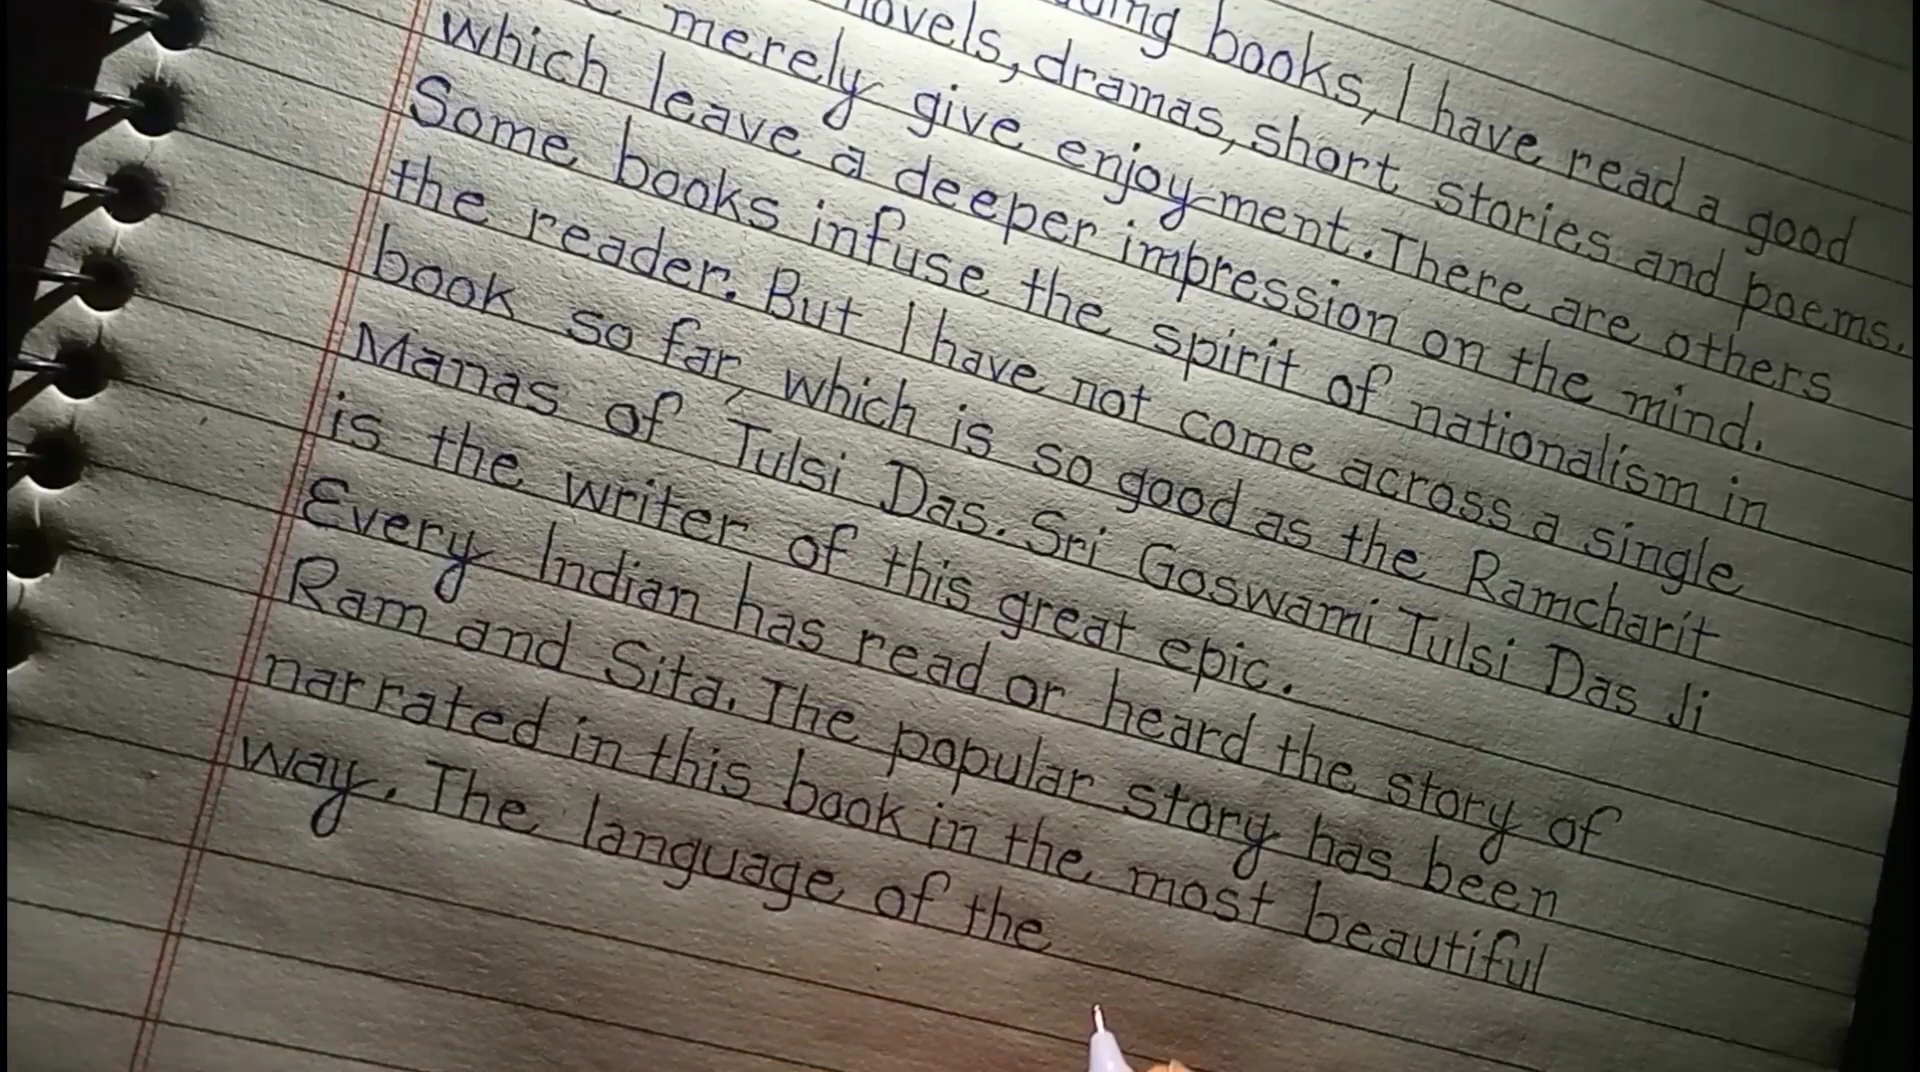 books, I have read a good
novels, dramas, short stories and poems.
merely give enjoyment. There are others
which leave a deeper impression on the mind.
Some books infuse the spirit of nationalism in
the reader. But I have not come across a single
book so far, which is so good as the Ramcharit
Manas of Tulsi Das. Sri Goswami Tulsi Das Ji
is the writer of this great epic.
Every Indian has read or heard the story of
Ram and Sita. The popular story has been
narrated in this book in the most beautiful
way. The language of the